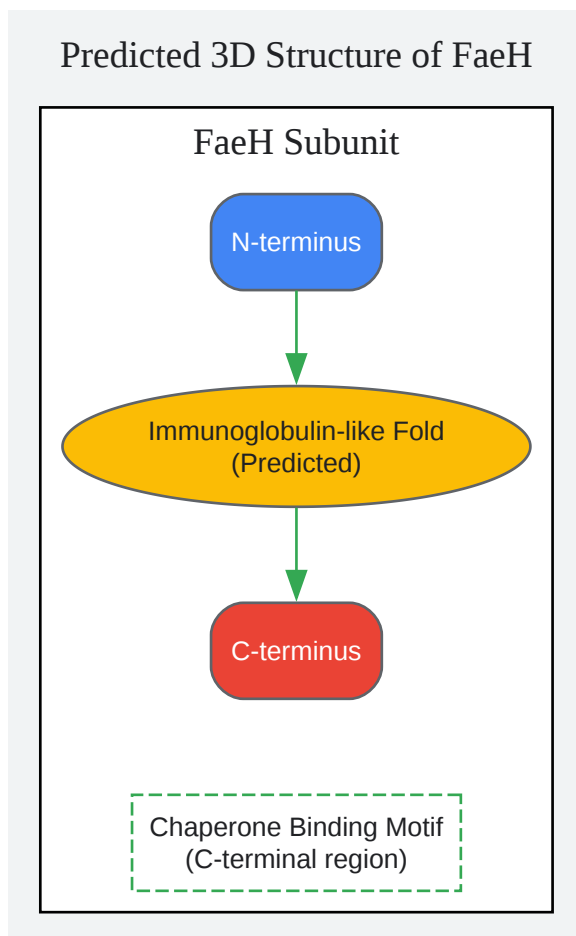 Predicted 3D Structure of FaeH
FaeH Subunit
N-terminus
Immunoglobulin-like Fold
(Predicted)
C-terminus
Chaperone Binding Motif
(C-terminal region)